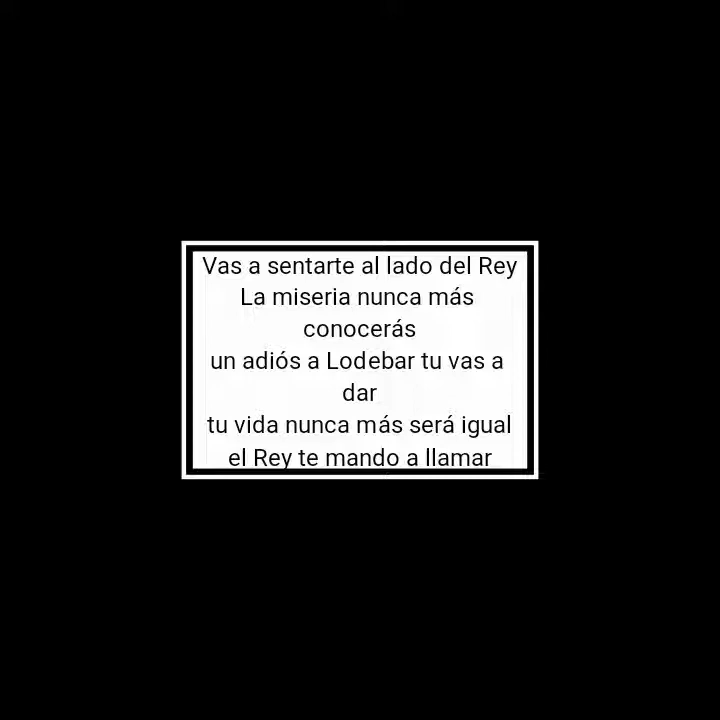 Vas a sentarte al lado del Rey
La miseria nunca más
conocerás
un adiós a Lodebar tu vas a
dar
tu vida nunca más será igual
el Rey te mando a llamar